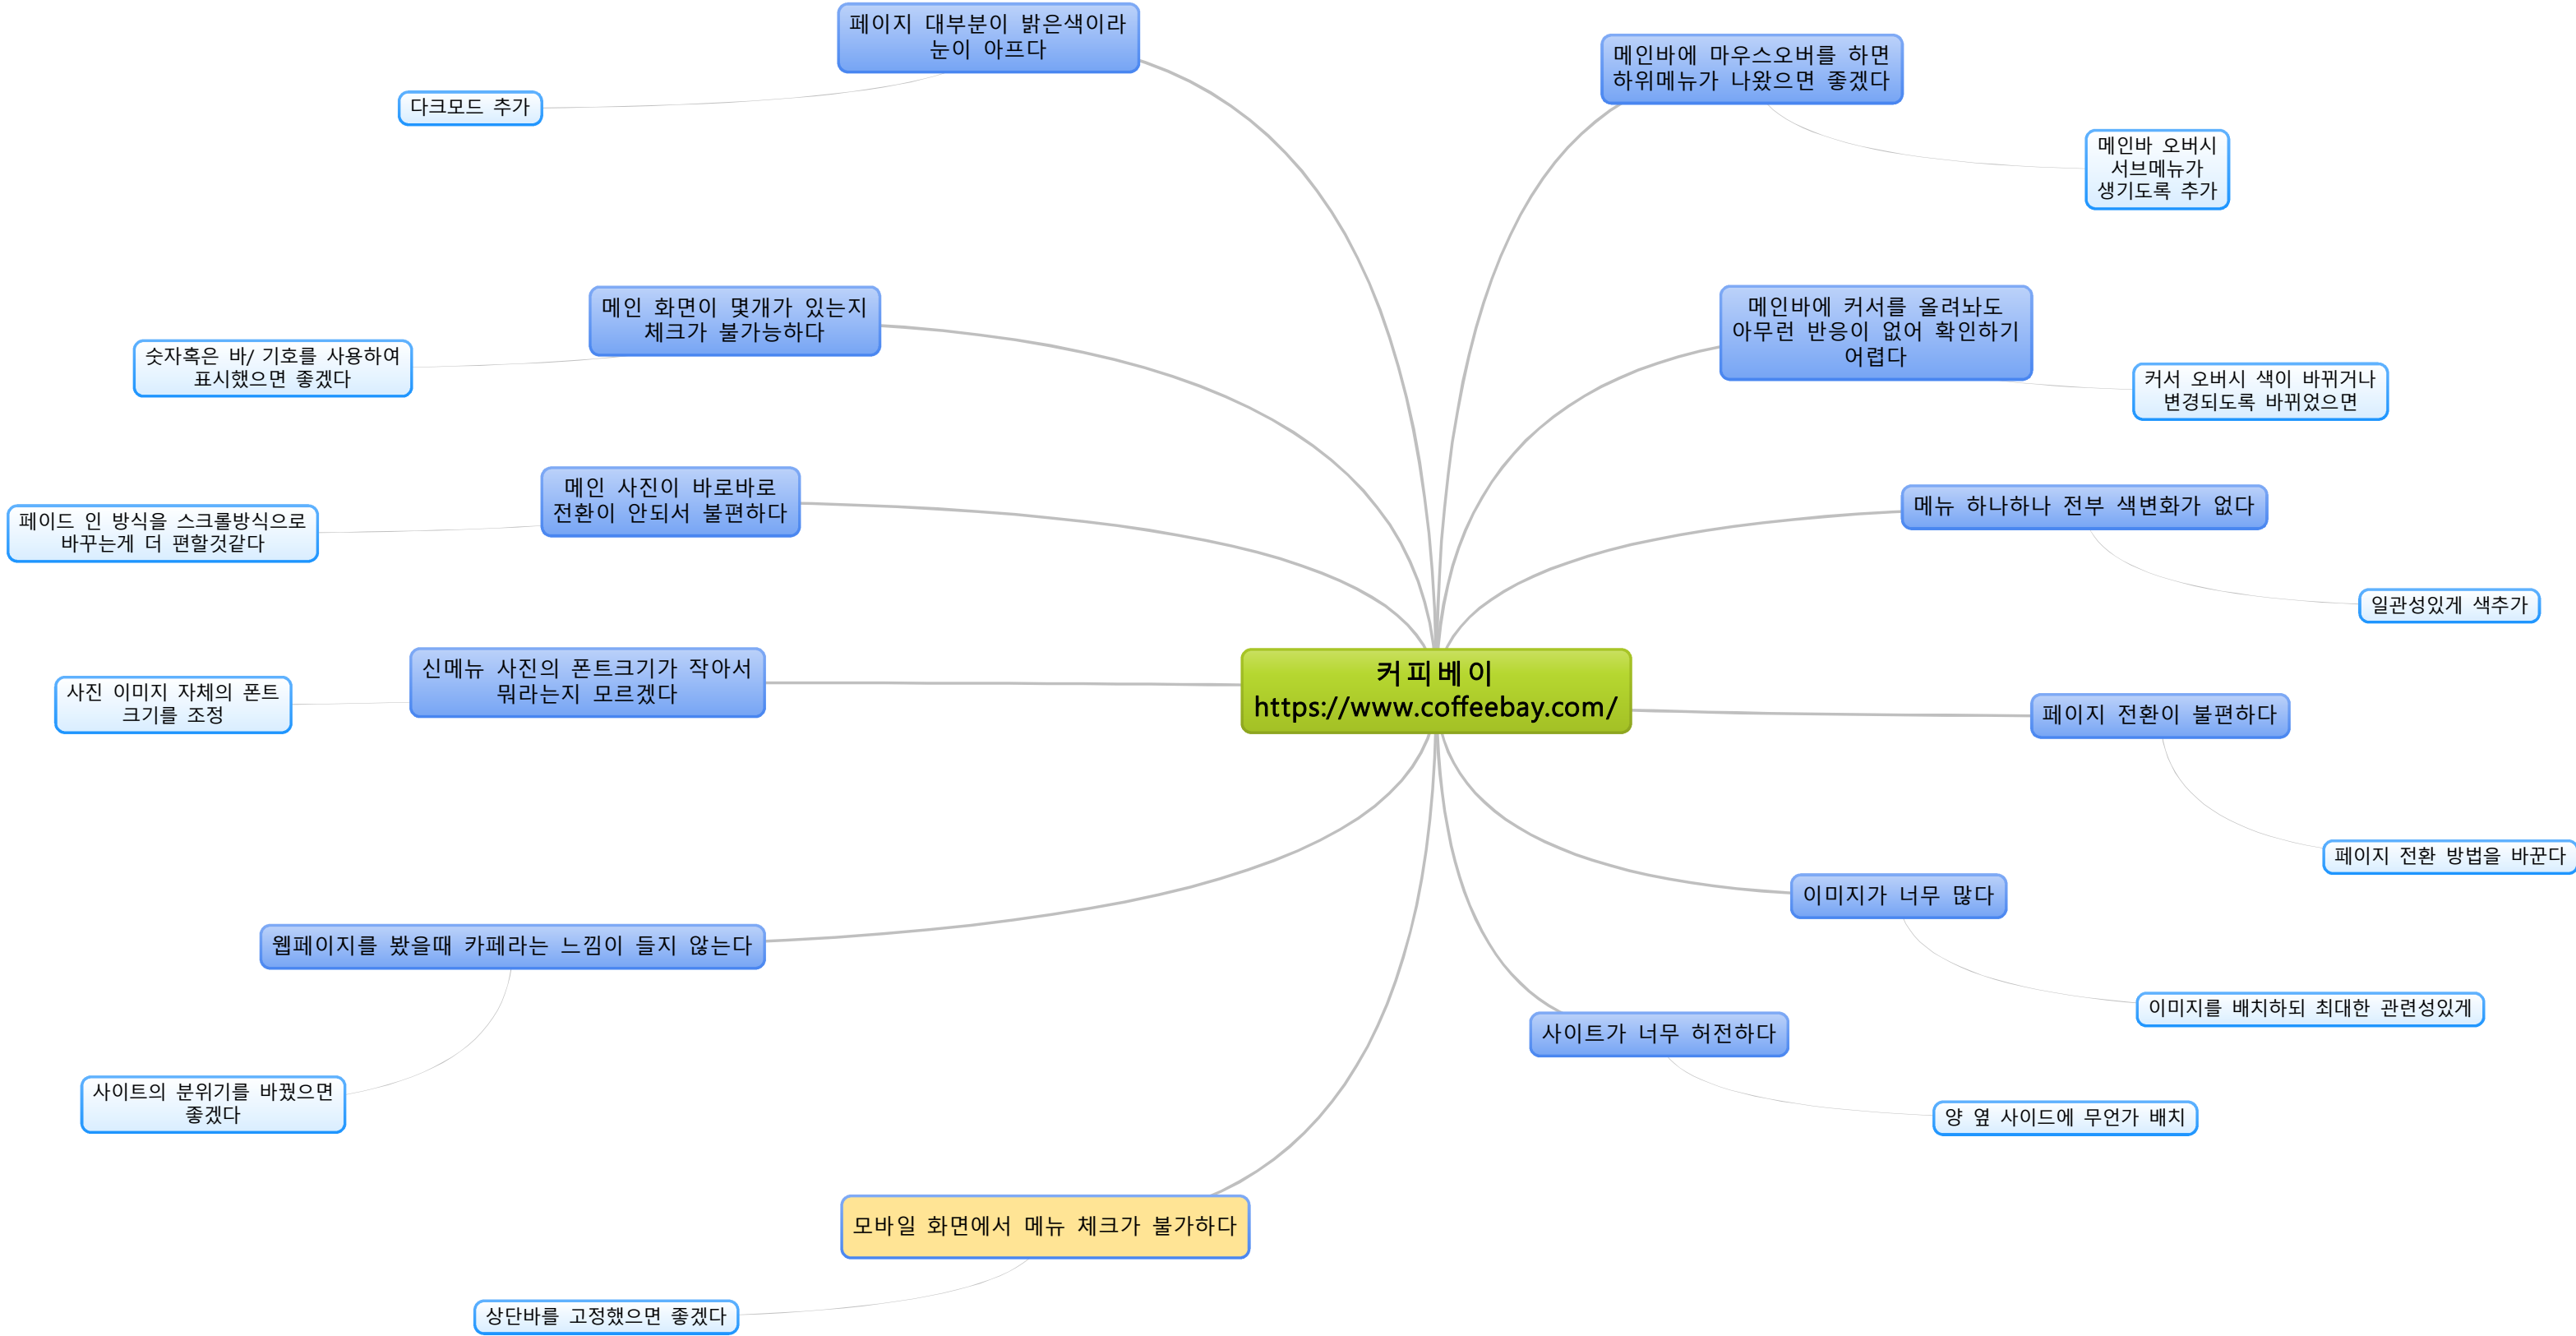 페이지 대부분이 밝은색이라
눈이 아프다
다크모드 추가
메인 화면이 몇개가 있는지
체크가 불가능하다
숫자혹은 바/ 기호를 사용하여
표시했으면 좋겠다
메인 사진이 바로바로
전환이 안되서 불편하다
페이드 인 방식을 스크롤방식으로
바꾸는게 더 편할것같다
신메뉴 사진의 폰트크기가 작아서
뭐라는지 모르겠다
사진 이미지 자체의 폰트
크기를 조정
웹페이지를 봤을때 카페라는 느낌이 들지 않는다
사이트의 분위기를 바꿨으면
좋겠다
모바일 화면에서 메뉴 체크가 불가하다
상단바를 고정했으면 좋겠다
커피베이
https://www.coffeebay.com/
메인바에 마우스오버를 하면
하위메뉴가 나왔으면 좋겠다
메인바 오버시
서브메뉴가
생기도록 추가
메인바에 커서를 올려놔도
아무런 반응이 없어 확인하기
어렵다
커서 오버시 색이 바뀌거나
변경되도록 바뀌었으면
메뉴 하나하나 전부 색변화가 없다
일관성있게 색추가
페이지 전환이 불편하다
페이지 전환 방법을 바꾼다
이미지가 너무 많다
이미지를 배치하되 최대한 관련성있게
사이트가 너무 허전하다
양 옆 사이드에 무언가 배치